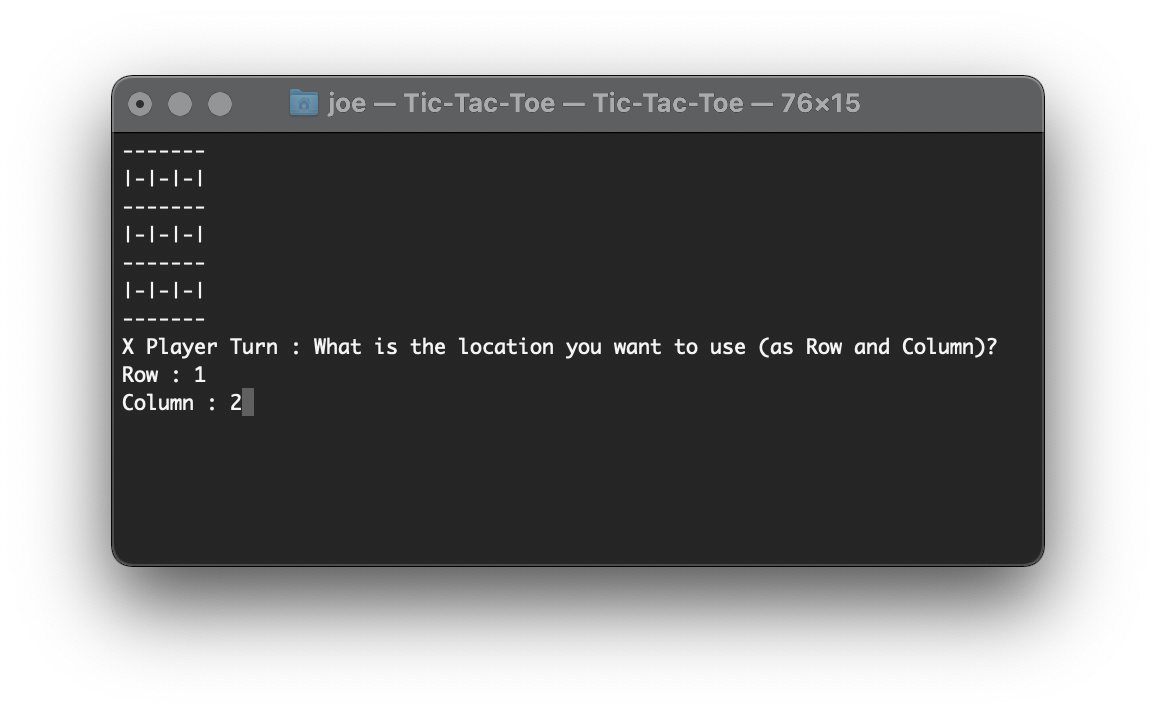 joe — Tic-Tac-Toe — Tic-Tac-Toe — 76×15
-------
|-|-|-|
-------
|-|-|-|
-------
|-|-|-|
-------
X Player Turn : What is the location you want to use (as Row and Column)?
Row : 1
Column : 2